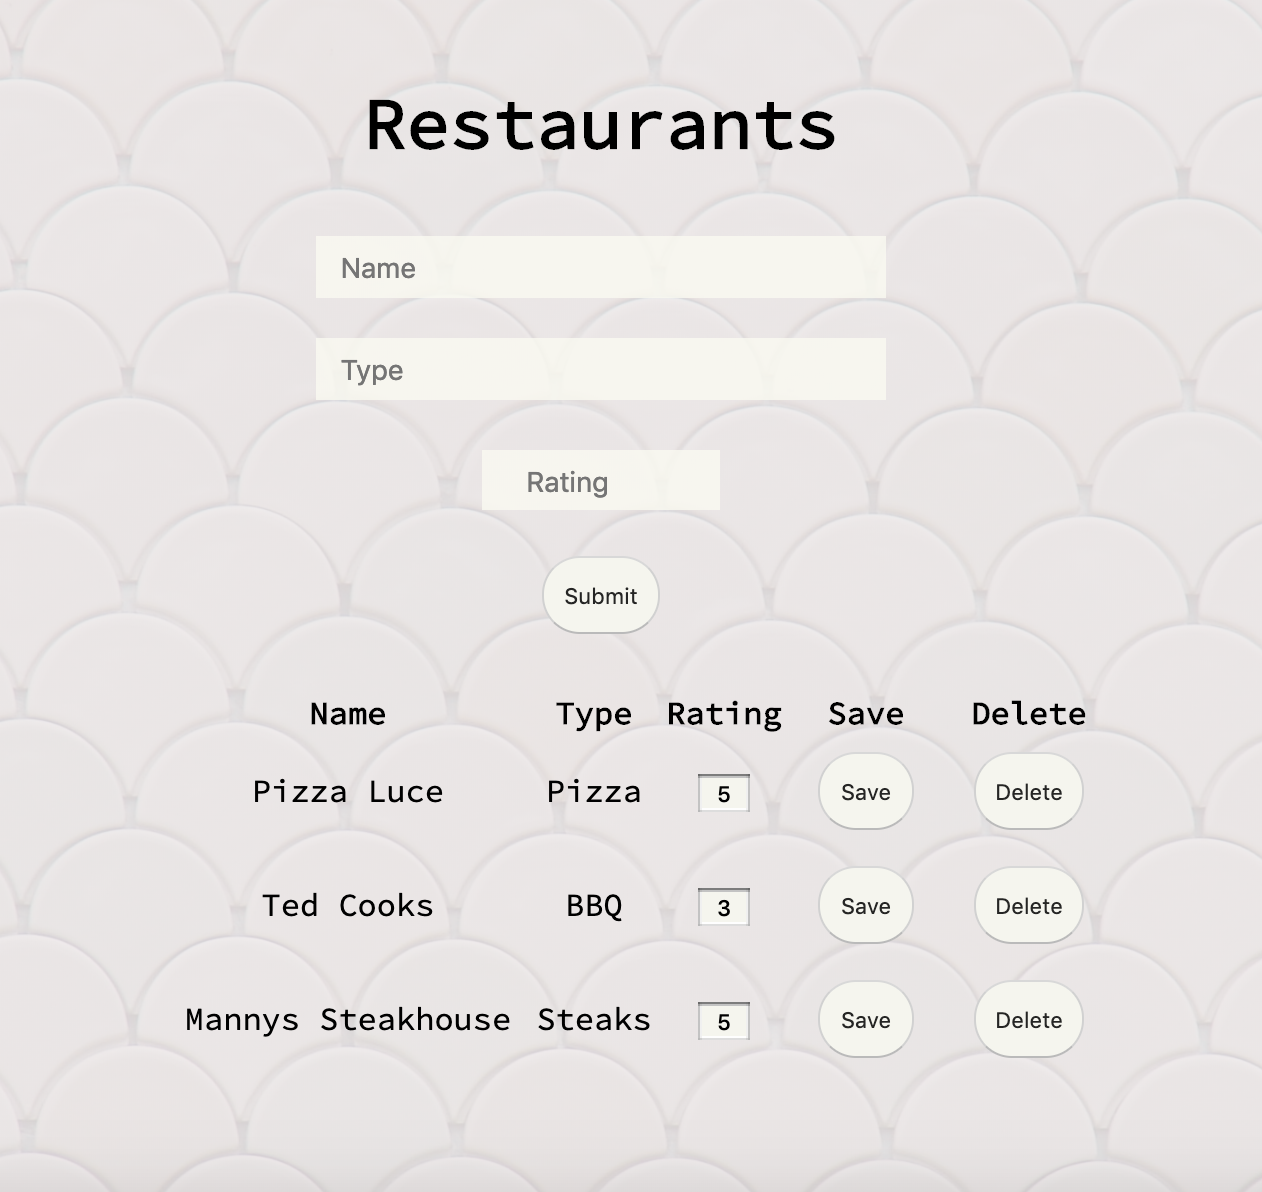 Restaurants
Name
Type
Rating
Submit
Name Type Rating Save Delete
Pizza Luce Pizza 5 Save Delete
Ted Cooks BBQ 3 Save Delete
Mannys Steakhouse Steaks 5 Save Delete